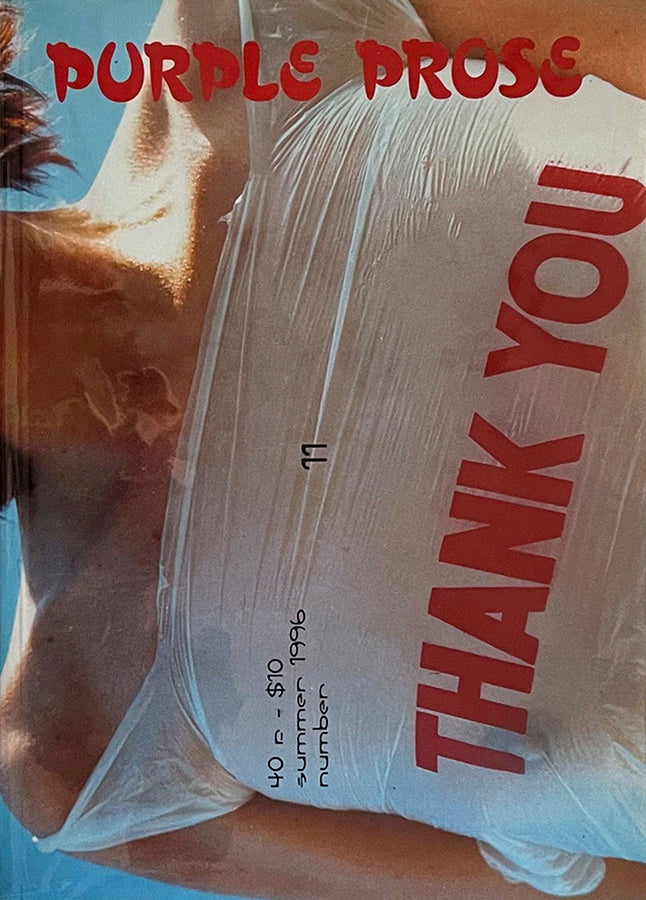 PURPLE PROSE
40 F - $10
summer 1996
number 11
THANK YOU